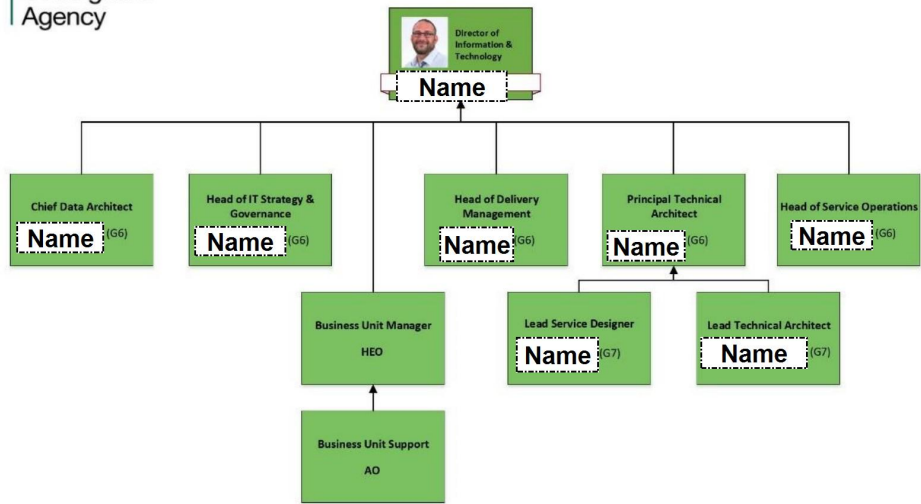 Agency
Director of
Information &
Technology
Name
Chief Data Architect
Name (G6)
Head of IT Strategy &
Governance
Name (G6)
Head of Delivery
Management
Name (G6)
Principal Technical
Architect
Name (G6)
Head of Service Operations
Name (G6)
Business Unit Manager
HEO
Lead Service Designer
Name (G7)
Lead Technical Architect
Name (G7)
Business Unit Support
AO